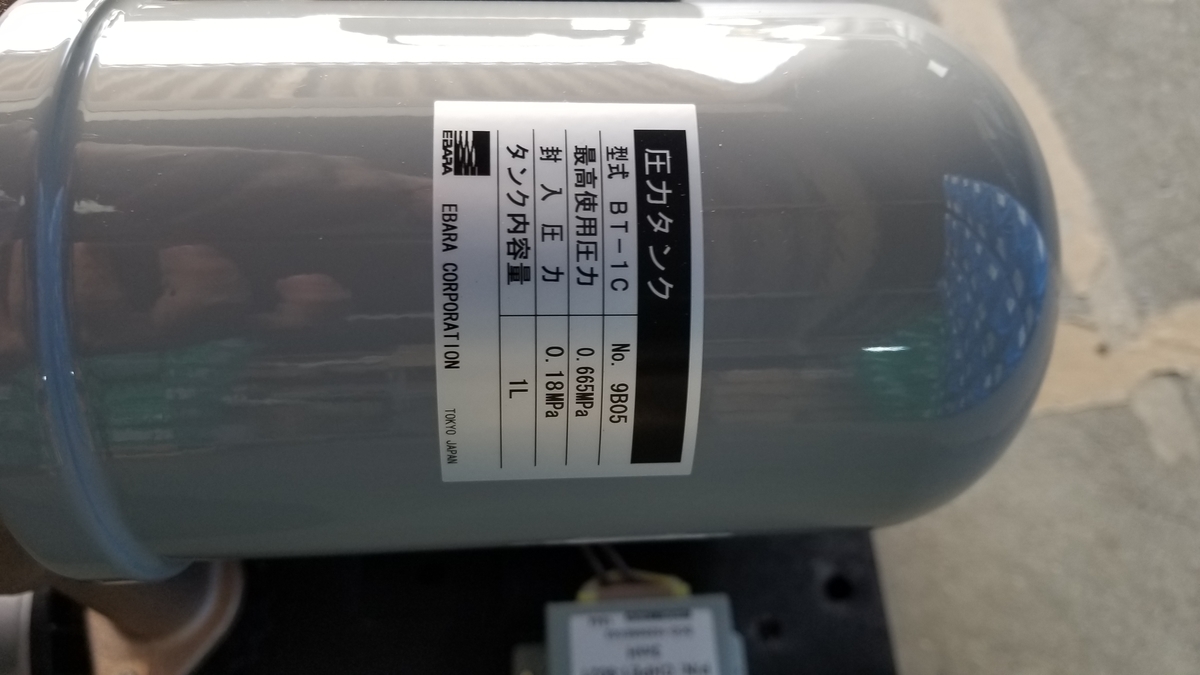 圧力タンク
型式 BT-1C No. 9B05
最高使用圧力 0.665MPa
封入圧力 0.18MPa
タンク内容量 1L
EBARA EBARA CORPORATION TOKYO JAPAN